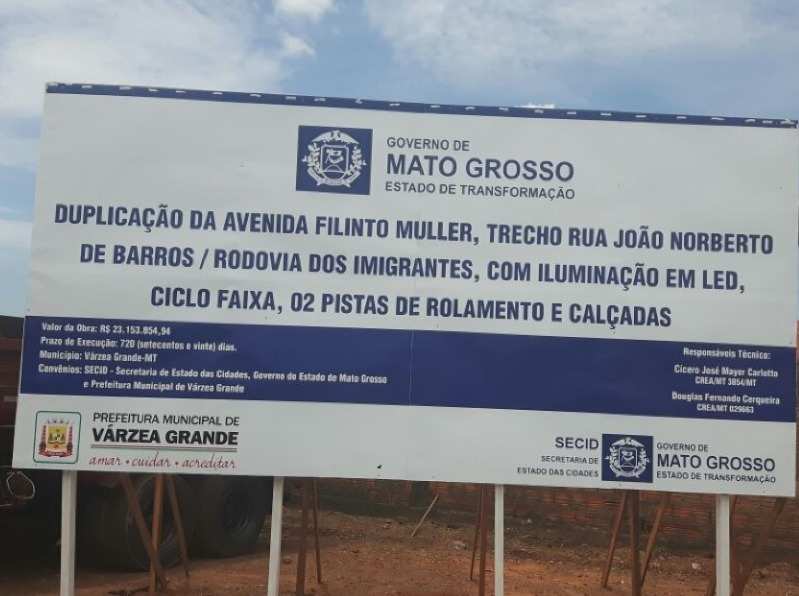 GOVERNO DE
MATO GROSSO
ESTADO DE TRANSFORMAÇÃO
DUPLICAÇÃO DA AVENIDA FILINTO MULLER, TRECHO RUA JOÃO NORBERTO
DE BARROS / RODOVIA DOS IMIGRANTES, COM ILUMINAÇÃO EM LED,
CICLO FAIXA, 02 PISTAS DE ROLAMENTO E CALÇADAS
Valor da Obra: R$ 23.153.854,94
Prazo de Execução: 720 (setecentos e vinte) dias.
Município: Várzea Grande-MT
Convênios: SECID - Secretaria de Estado das Cidades, Governo do Estado de Mato Grosso
e Prefeitura Municipal de Várzea Grande
Responsáveis Técnico:
Cícero José Mayer Carlotto
CREA/MT 3854/MT
Douglas Fernando Cerqueira
CREA/MT 029663
PREFEITURA MUNICIPAL DE
VÁRZEA GRANDE
amar · cuidar · acreditar
SECID
SECRETARIA DE
ESTADO DAS CIDADES
GOVERNO DE
MATO GROSSO
ESTADO DE TRANSFORMAÇÃO